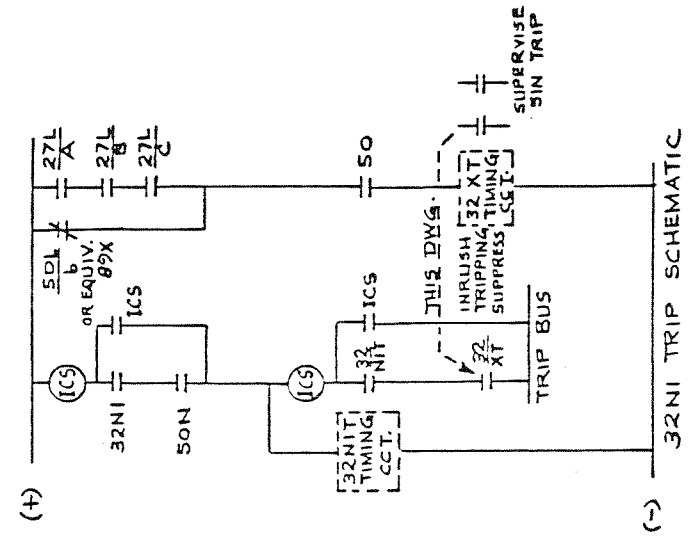 (+)
27L
A
27L
B
27L
C
50
SUPERVISE
51N TRIP
5DL
b
OR EQUIV.
89X
THIS DWG.
32 XT
TIMING
CCT.
INRUSH
TRIPPING
SUPPRESS
ICS
ICS
32N1
50N
ICS
ICS
32
NIT
32
XT
TRIP BUS
32NIT
TIMING
CCT.
(-)
32NI TRIP SCHEMATIC